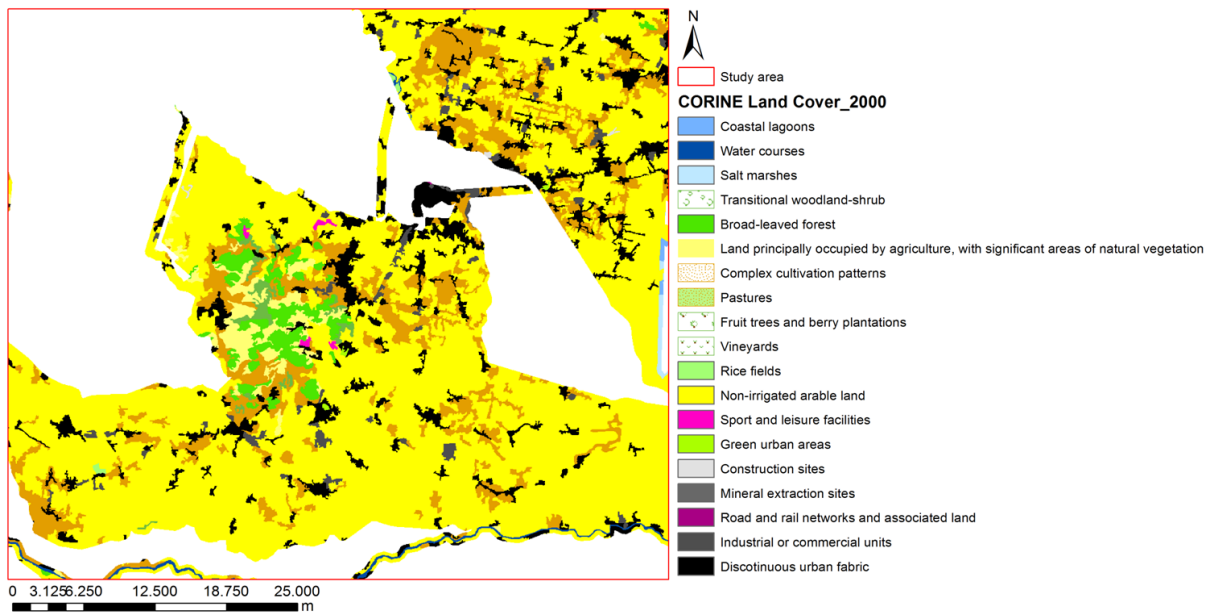 N
Study area
CORINE Land Cover_2000
Coastal lagoons
Water courses
Salt marshes
Transitional woodland-shrub
Broad-leaved forest
Land principally occupied by agriculture, with significant areas of natural vegetation
Complex cultivation patterns
Pastures
Fruit trees and berry plantations
Vineyards
Rice fields
Non-irrigated arable land
Sport and leisure facilities
Green urban areas
Construction sites
Mineral extraction sites
Road and rail networks and associated land
Industrial or commercial units
Discotinuous urban fabric
0 3.125 6.250 12.500 18.750 25.000
m